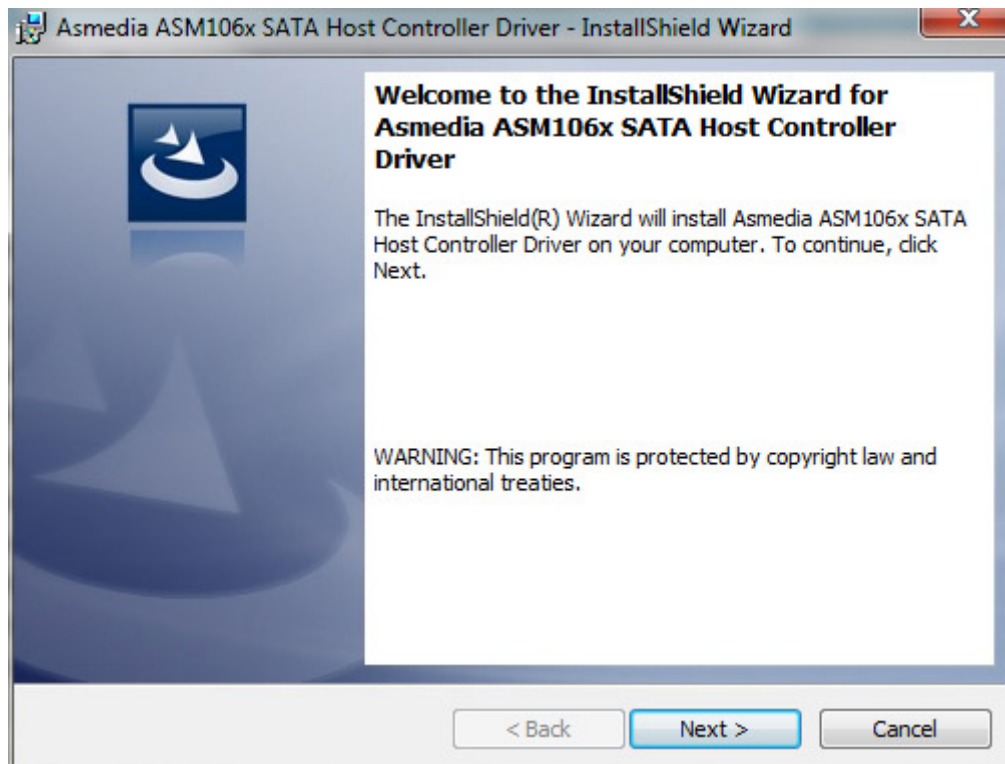 Asmedia ASM106x SATA Host Controller Driver - InstallShield Wizard
Welcome to the InstallShield Wizard for
Asmedia ASM106x SATA Host Controller
Driver
The InstallShield(R) Wizard will install Asmedia ASM106x SATA
Host Controller Driver on your computer. To continue, click
Next.
WARNING: This program is protected by copyright law and
international treaties.
< Back Next > Cancel